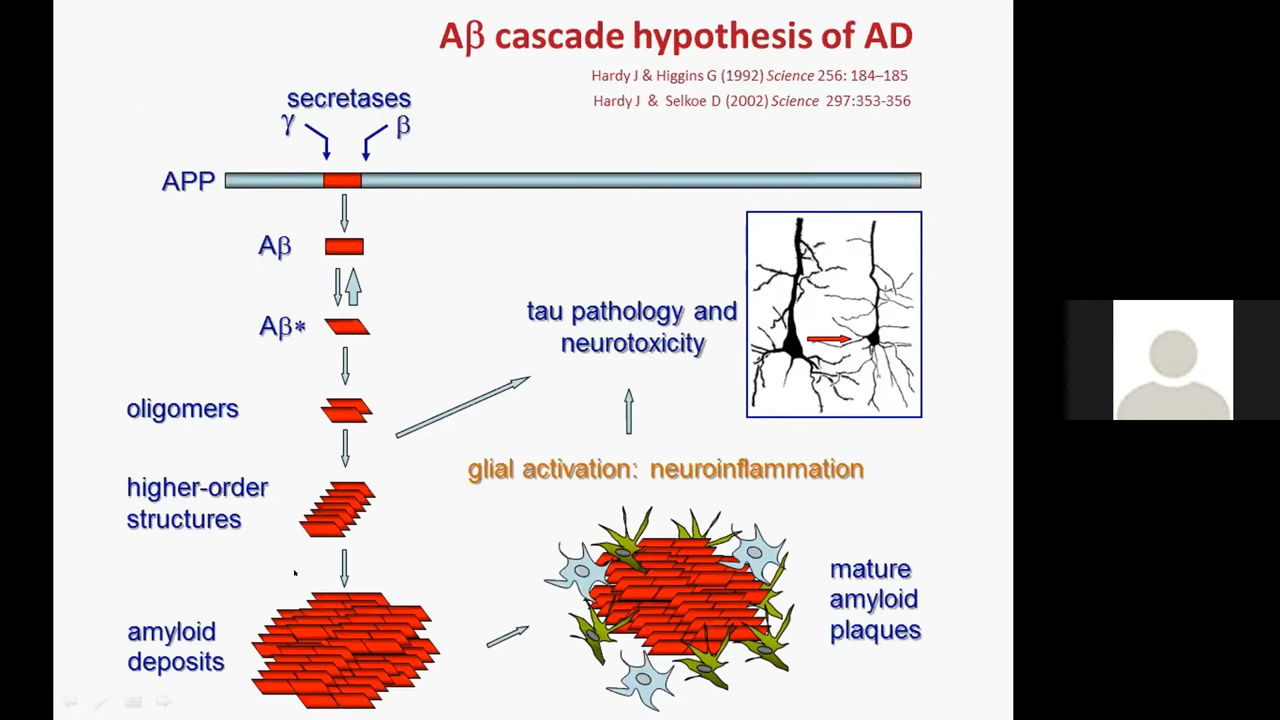 Aβ cascade hypothesis of AD
Hardy J & Higgins G (1992) Science 256: 184–185
Hardy J & Selkoe D (2002) Science 297:353-356
secretases
γ
β
APP
Aβ
Aβ*
tau pathology and
neurotoxicity
oligomers
glial activation: neuroinflammation
higher-order
structures
mature
amyloid
plaques
amyloid
deposits